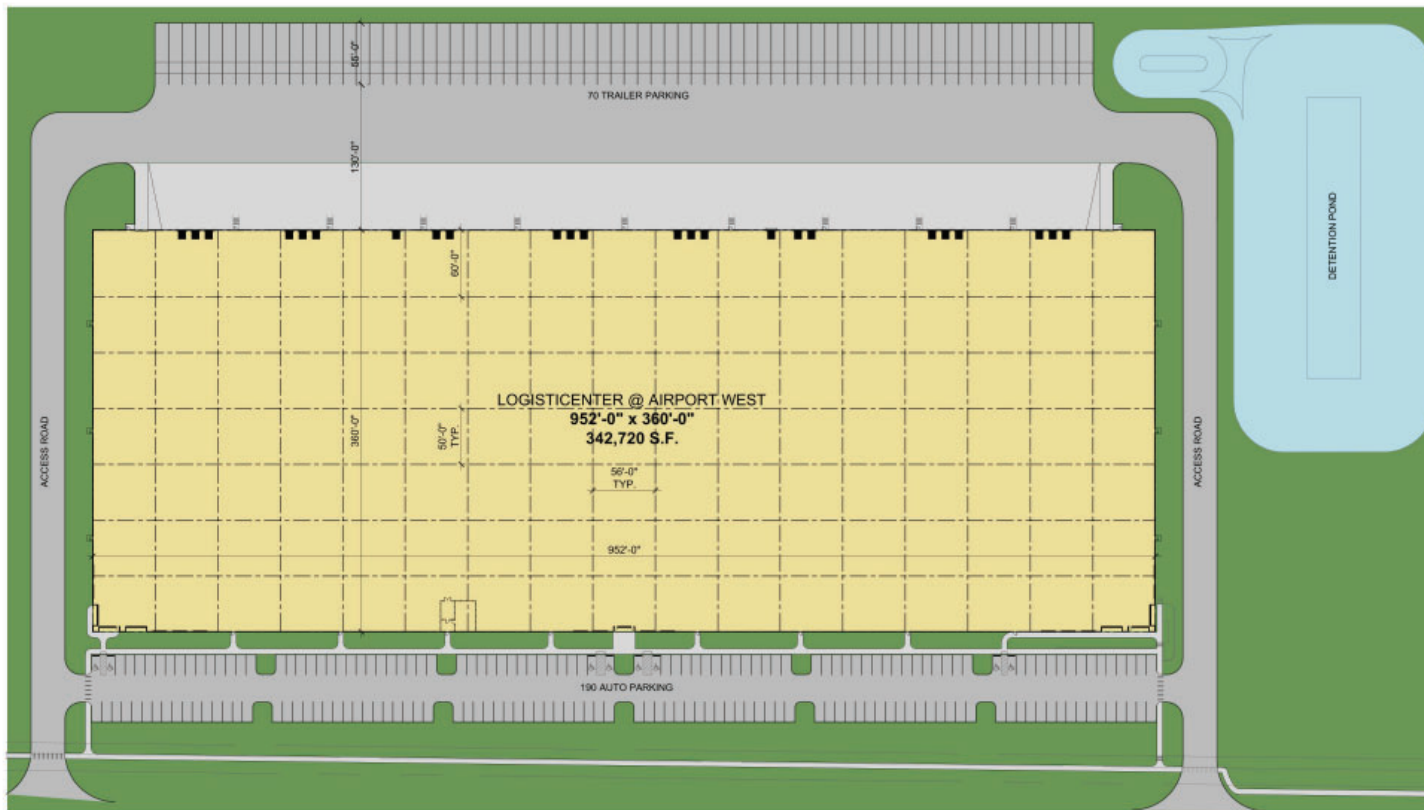 55'-0"
70 TRAILER PARKING
130'-0"
60'-0"
DETENTION POND
LOGISTICENTER @ AIRPORT WEST
952'-0" x 360'-0"
342,720 S.F.
360'-0"
50'-0"
TYP.
56'-0"
TYP.
ACCESS ROAD
ACCESS ROAD
952'-0"
190 AUTO PARKING